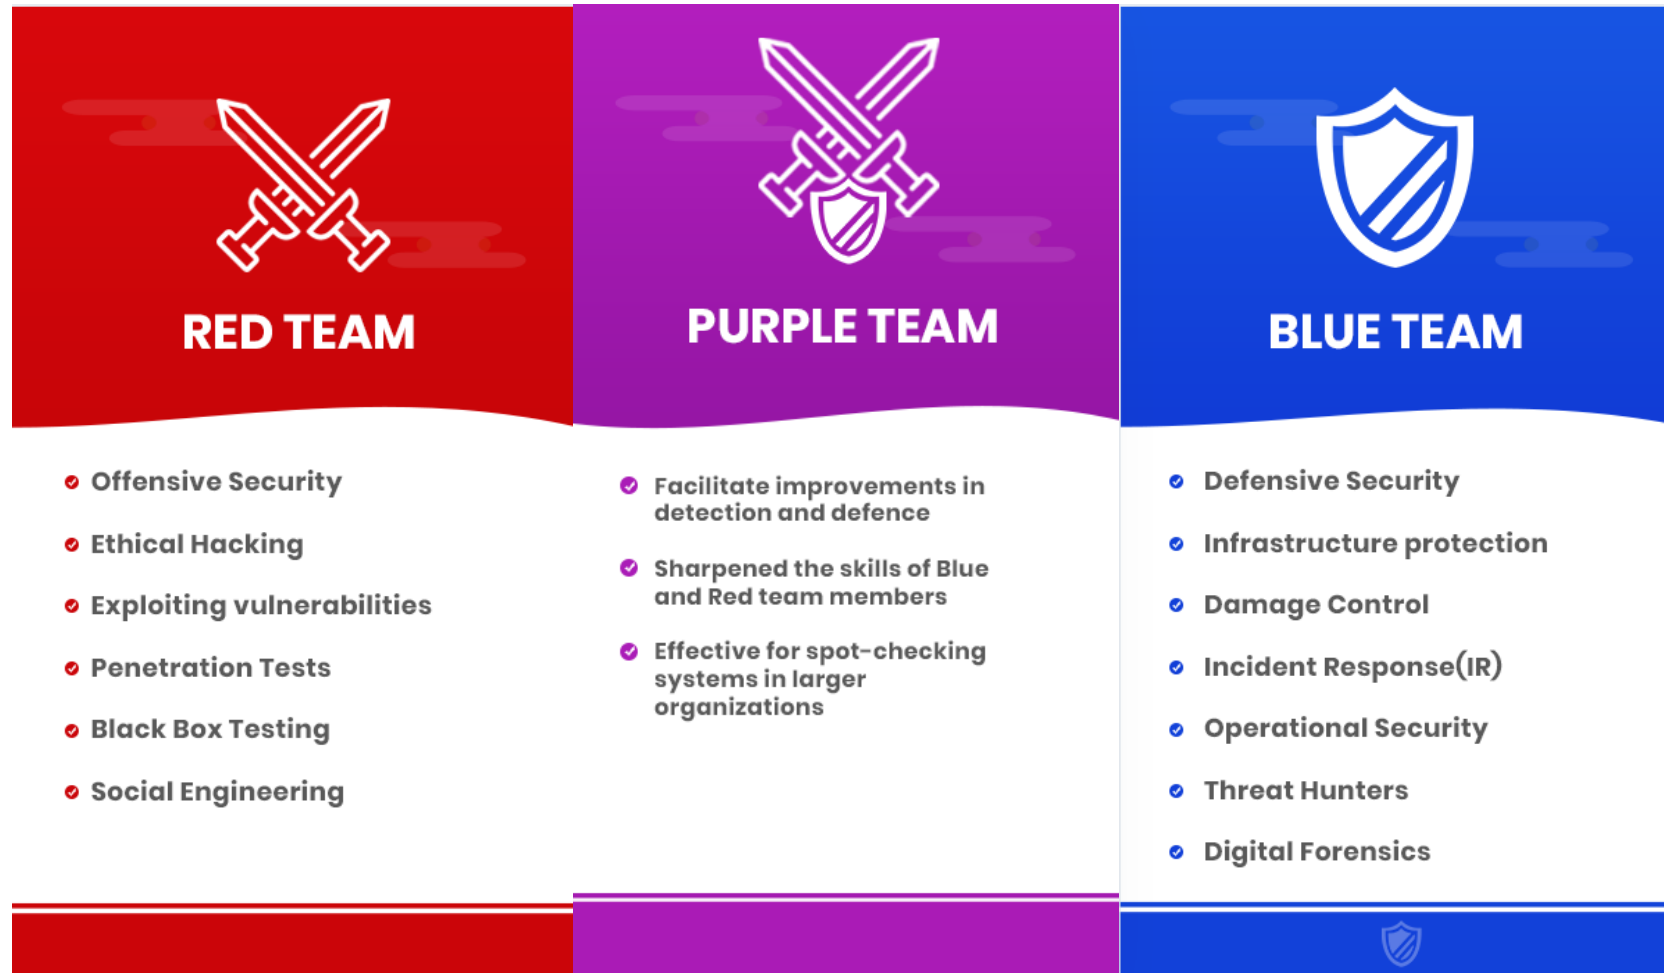 RED TEAM
Offensive Security
Ethical Hacking
Exploiting vulnerabilities
Penetration Tests
Black Box Testing
Social Engineering
PURPLE TEAM
Facilitate improvements in
detection and defence
Sharpened the skills of Blue
and Red team members
Effective for spot-checking
systems in larger
organizations
BLUE TEAM
Defensive Security
Infrastructure protection
Damage Control
Incident Response(IR)
Operational Security
Threat Hunters
Digital Forensics